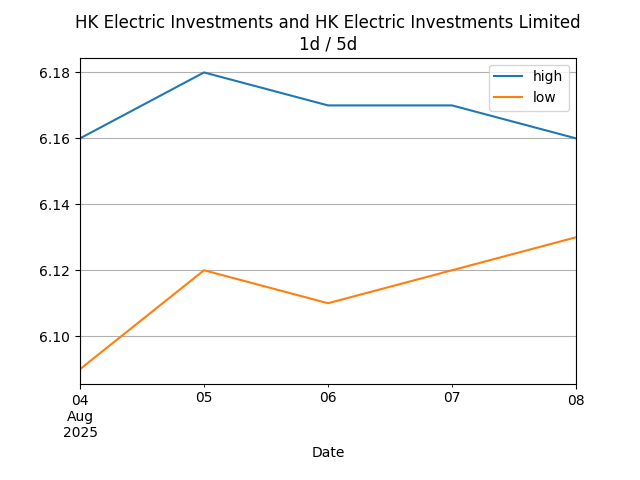 HK Electric Investments and HK Electric Investments Limited
1d / 5d
high
low
6.18
6.16
6.14
6.12
6.10
04
Aug
2025
05
06
07
08
Date